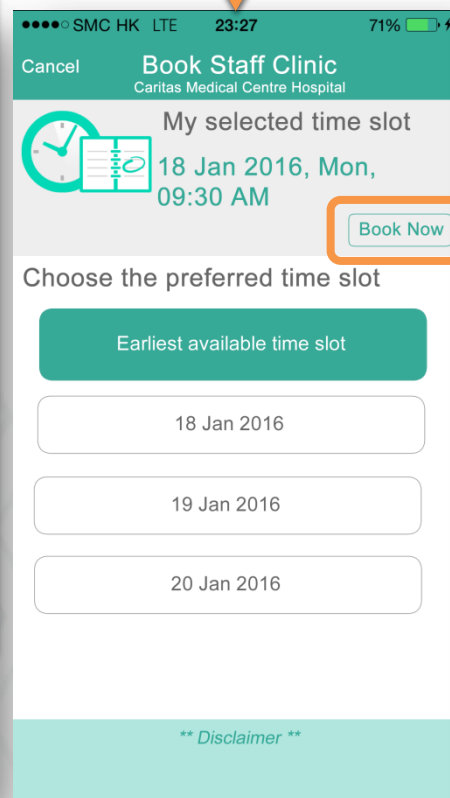 SMC HK LTE 23:27 71%
Cancel Book Staff Clinic
Caritas Medical Centre Hospital
My selected time slot
18 Jan 2016, Mon,
09:30 AM
Book Now
Choose the preferred time slot
Earliest available time slot
18 Jan 2016
19 Jan 2016
20 Jan 2016
** Disclaimer **